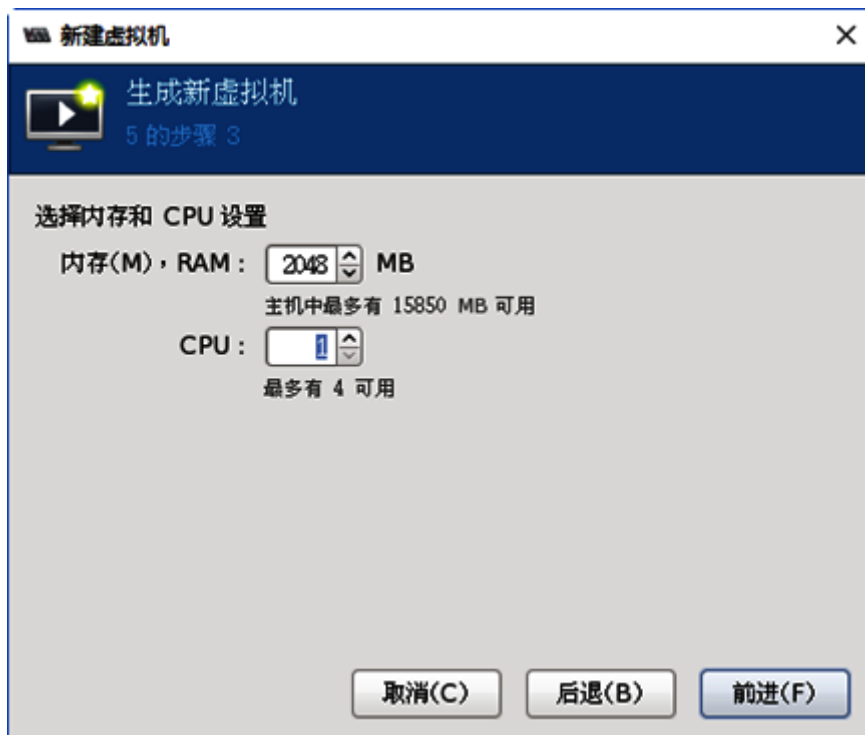 新建虚拟机
生成新虚拟机
5 的步骤 3
选择内存和 CPU 设置
内存(M),RAM: 2048 MB
主机中最多有 15850 MB 可用
CPU: 1
最多有 4 可用
取消(C) 后退(B) 前进(F)